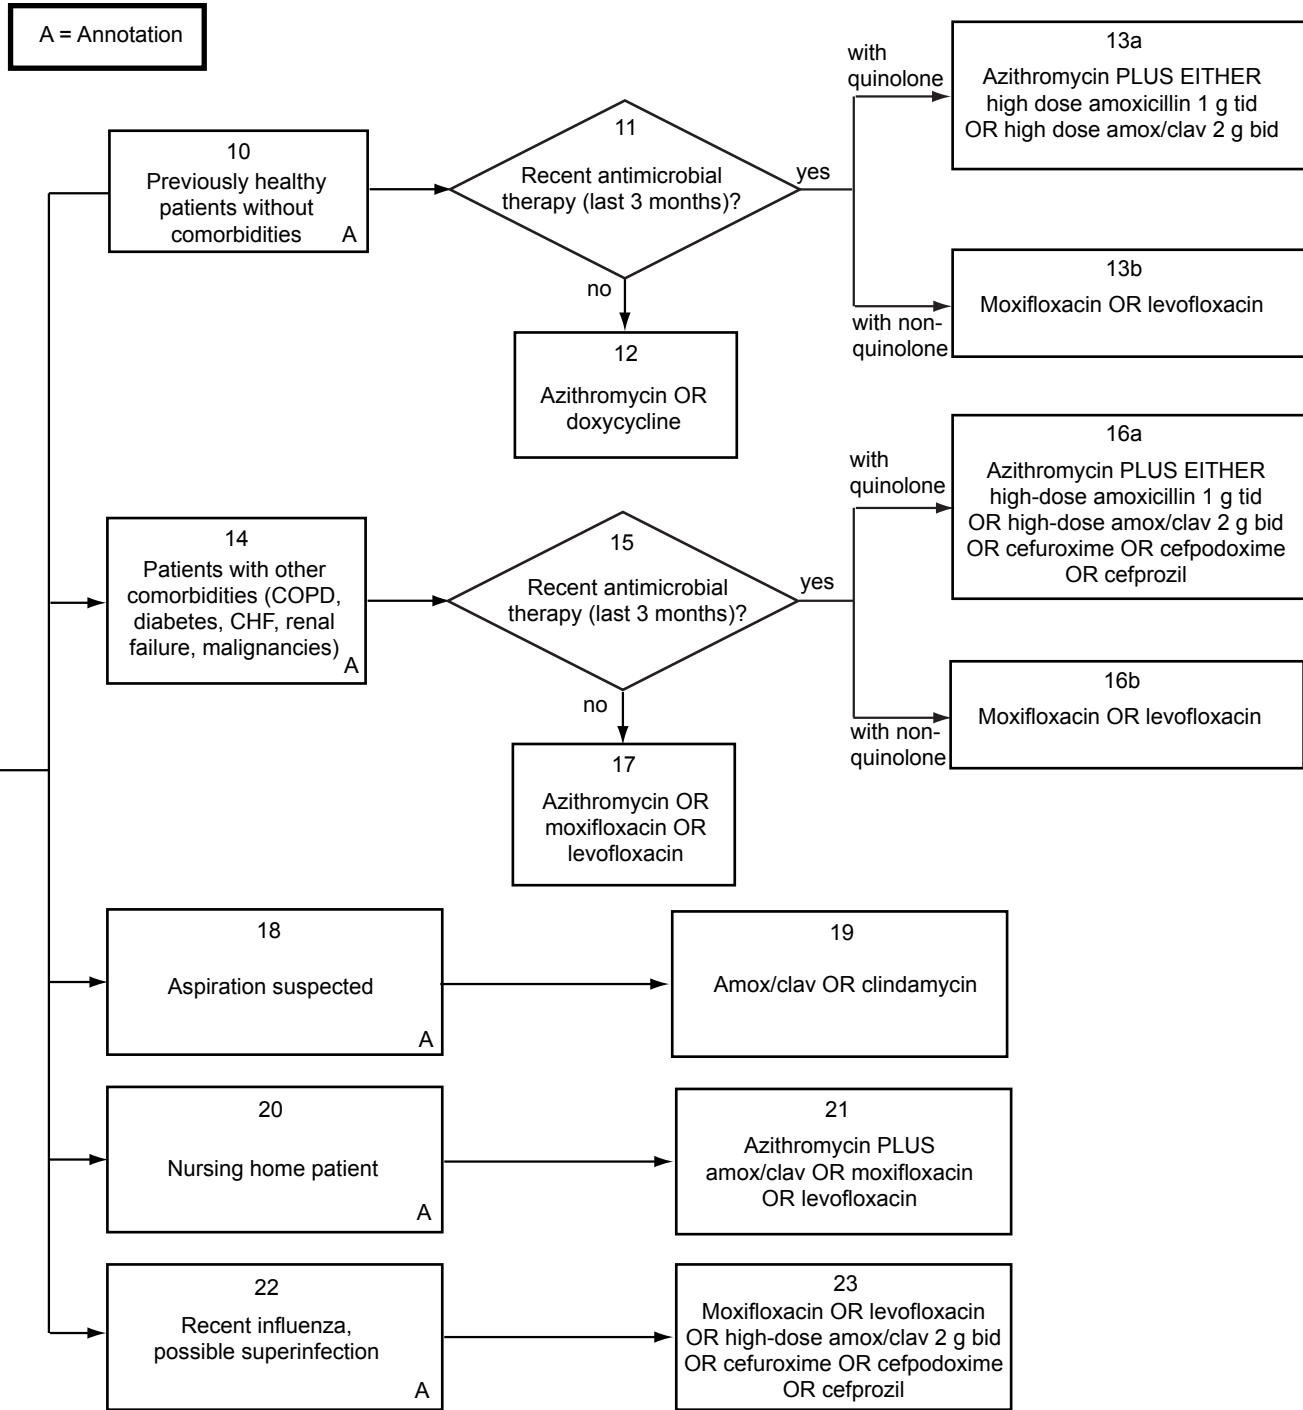 A = Annotation
10
Previously healthy
patients without
comorbidities
A
11
Recent antimicrobial
therapy (last 3 months)?
yes
no
with
quinolone
13a
Azithromycin PLUS EITHER
high dose amoxicillin 1 g tid
OR high dose amox/clav 2 g bid
with non-
quinolone
13b
Moxifloxacin OR levofloxacin
12
Azithromycin OR
doxycycline
14
Patients with other
comorbidities (COPD,
diabetes, CHF, renal
failure, malignancies)
A
15
Recent antimicrobial
therapy (last 3 months)?
yes
no
with
quinolone
16a
Azithromycin PLUS EITHER
high-dose amoxicillin 1 g tid
OR high-dose amox/clav 2 g bid
OR cefuroxime OR cefpodoxime
OR cefprozil
with non-
quinolone
16b
Moxifloxacin OR levofloxacin
17
Azithromycin OR
moxifloxacin OR
levofloxacin
18
Aspiration suspected
A
19
Amox/clav OR clindamycin
20
Nursing home patient
A
21
Azithromycin PLUS
amox/clav OR moxifloxacin
OR levofloxacin
22
Recent influenza,
possible superinfection
A
23
Moxifloxacin OR levofloxacin
OR high-dose amox/clav 2 g bid
OR cefuroxime OR cefpodoxime
OR cefprozil